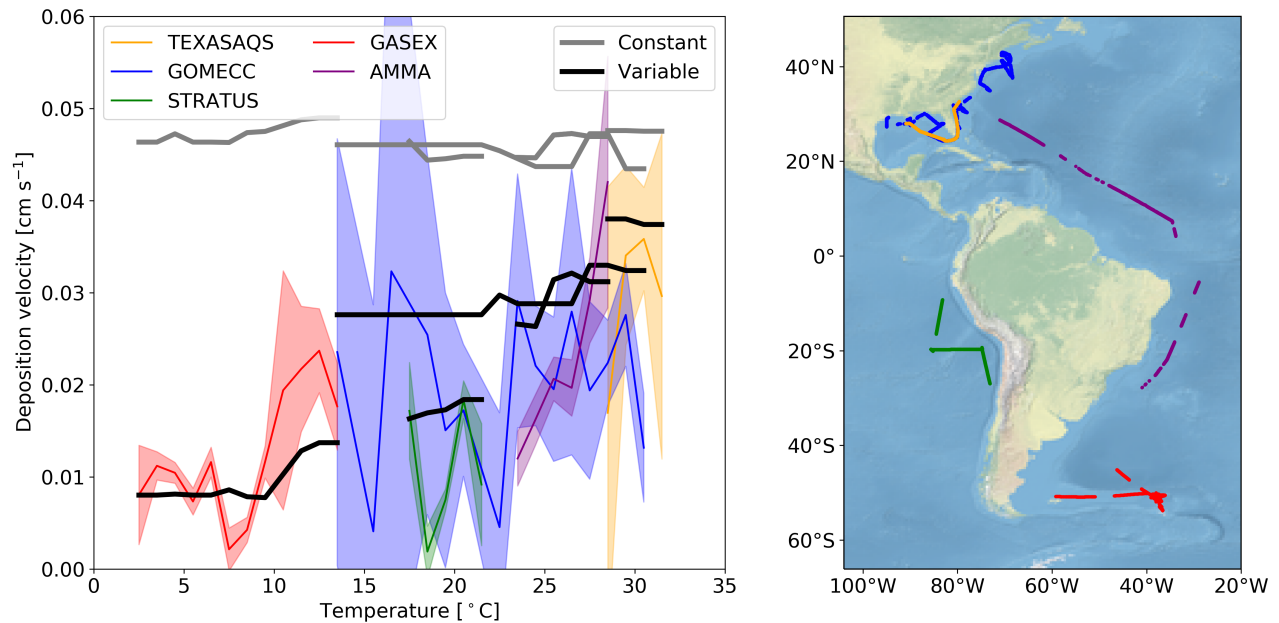 0.06
0.05
0.04
0.03
0.02
0.01
0.00
Deposition velocity [cm s⁻¹]
TEXASAQS
GOMECC
STRATUS
GASEX
AMMA
Constant
Variable
0 5 10 15 20 25 30 35
Temperature [°C]
40°N
20°N
0°
20°S
40°S
60°S
100°W 80°W 60°W 40°W 20°W